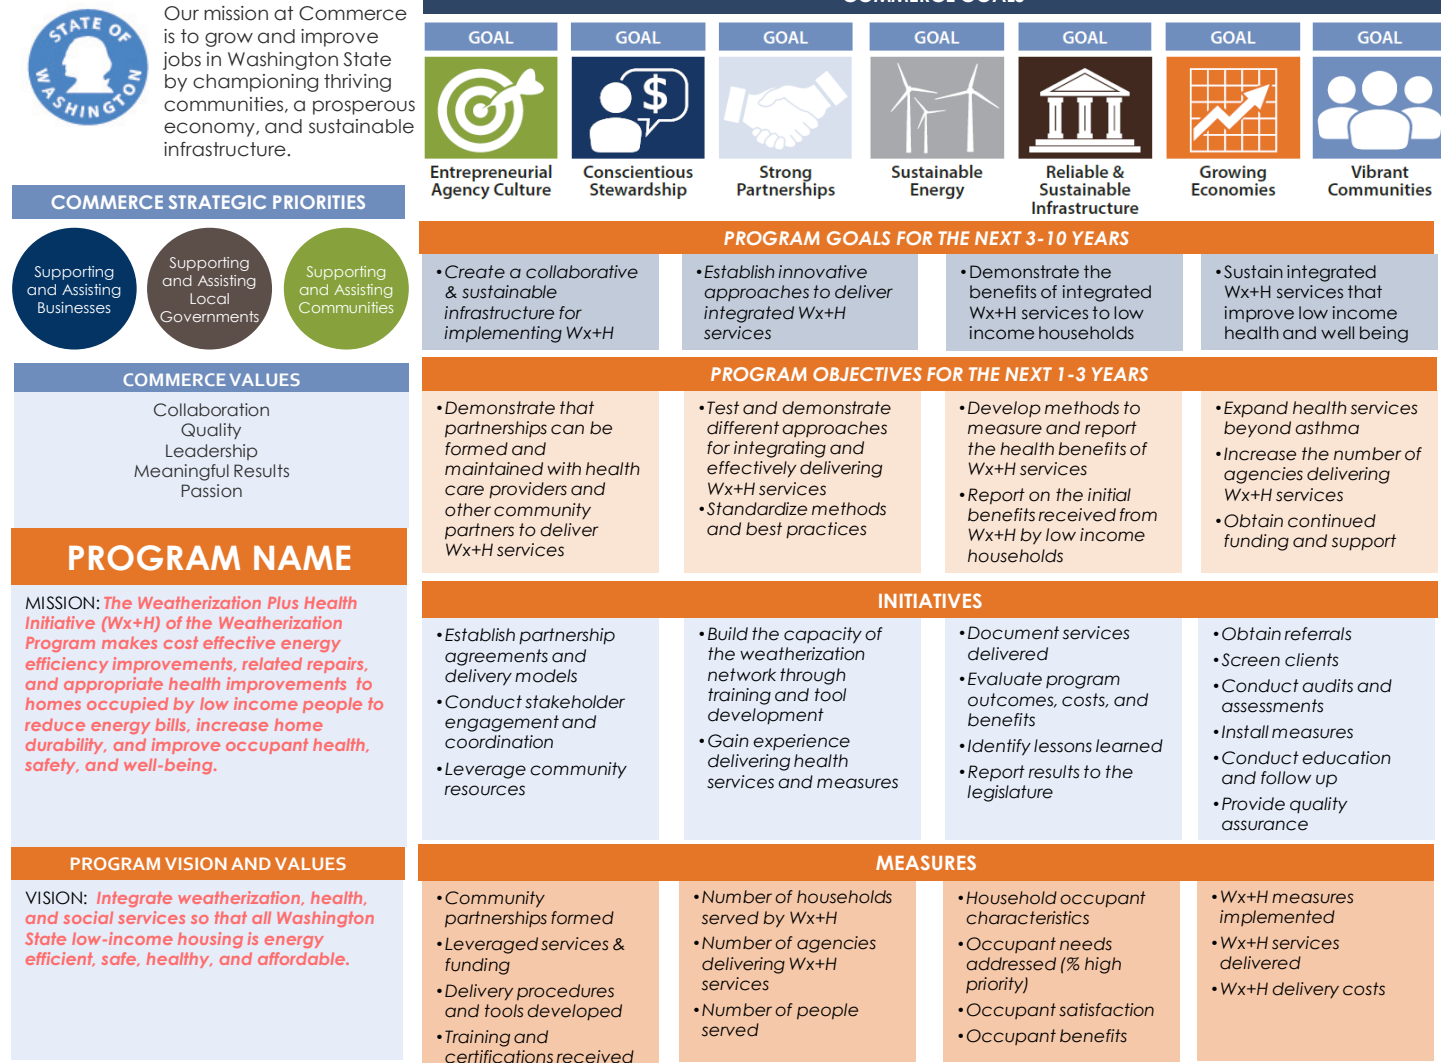 STATE OF
WASHINGTON
Our mission at Commerce
is to grow and improve
jobs in Washington State
by championing thriving
communities, a prosperous
economy, and sustainable
infrastructure.
COMMERCE STRATEGIC PRIORITIES
Supporting
and Assisting
Businesses
Supporting
and Assisting
Local
Governments
Supporting
and Assisting
Communities
COMMERCE VALUES
Collaboration
Quality
Leadership
Meaningful Results
Passion
PROGRAM NAME
MISSION: The Weatherization Plus Health
Initiative (Wx+H) of the Weatherization
Program makes cost effective energy
efficiency improvements, related repairs,
and appropriate health improvements to
homes occupied by low income people to
reduce energy bills, increase home
durability, and improve occupant health,
safety, and well-being.
PROGRAM VISION AND VALUES
VISION: Integrate weatherization, health,
and social services so that all Washington
State low-income housing is energy
efficient, safe, healthy, and affordable.
COMMERCE GOALS
GOAL
Entrepreneurial
Agency Culture
GOAL
$
Conscientious
Stewardship
GOAL
Strong
Partnerships
GOAL
Sustainable
Energy
GOAL
Reliable &
Sustainable
Infrastructure
GOAL
Growing
Economies
GOAL
Vibrant
Communities
PROGRAM GOALS FOR THE NEXT 3-10 YEARS
•Create a collaborative
& sustainable
infrastructure for
implementing Wx+H
•Establish innovative
approaches to deliver
integrated Wx+H
services
•Demonstrate the
benefits of integrated
Wx+H services to low
income households
•Sustain integrated
Wx+H services that
improve low income
health and well being
PROGRAM OBJECTIVES FOR THE NEXT 1-3 YEARS
•Demonstrate that
partnerships can be
formed and
maintained with health
care providers and
other community
partners to deliver
Wx+H services
•Test and demonstrate
different approaches
for integrating and
effectively delivering
Wx+H services
•Standardize methods
and best practices
•Develop methods to
measure and report
the health benefits of
Wx+H services
•Report on the initial
benefits received from
Wx+H by low income
households
•Expand health services
beyond asthma
•Increase the number of
agencies delivering
Wx+H services
•Obtain continued
funding and support
INITIATIVES
•Establish partnership
agreements and
delivery models
•Conduct stakeholder
engagement and
coordination
•Leverage community
resources
•Build the capacity of
the weatherization
network through
training and tool
development
•Gain experience
delivering health
services and measures
•Document services
delivered
•Evaluate program
outcomes, costs, and
benefits
•Identify lessons learned
•Report results to the
legislature
•Obtain referrals
•Screen clients
•Conduct audits and
assessments
•Install measures
•Conduct education
and follow up
•Provide quality
assurance
MEASURES
•Community
partnerships formed
•Leveraged services &
funding
•Delivery procedures
and tools developed
•Training and
certifications received
•Number of households
served by Wx+H
•Number of agencies
delivering Wx+H
services
•Number of people
served
•Household occupant
characteristics
•Occupant needs
addressed (% high
priority)
•Occupant satisfaction
•Occupant benefits
•Wx+H measures
implemented
•Wx+H services
delivered
•Wx+H delivery costs